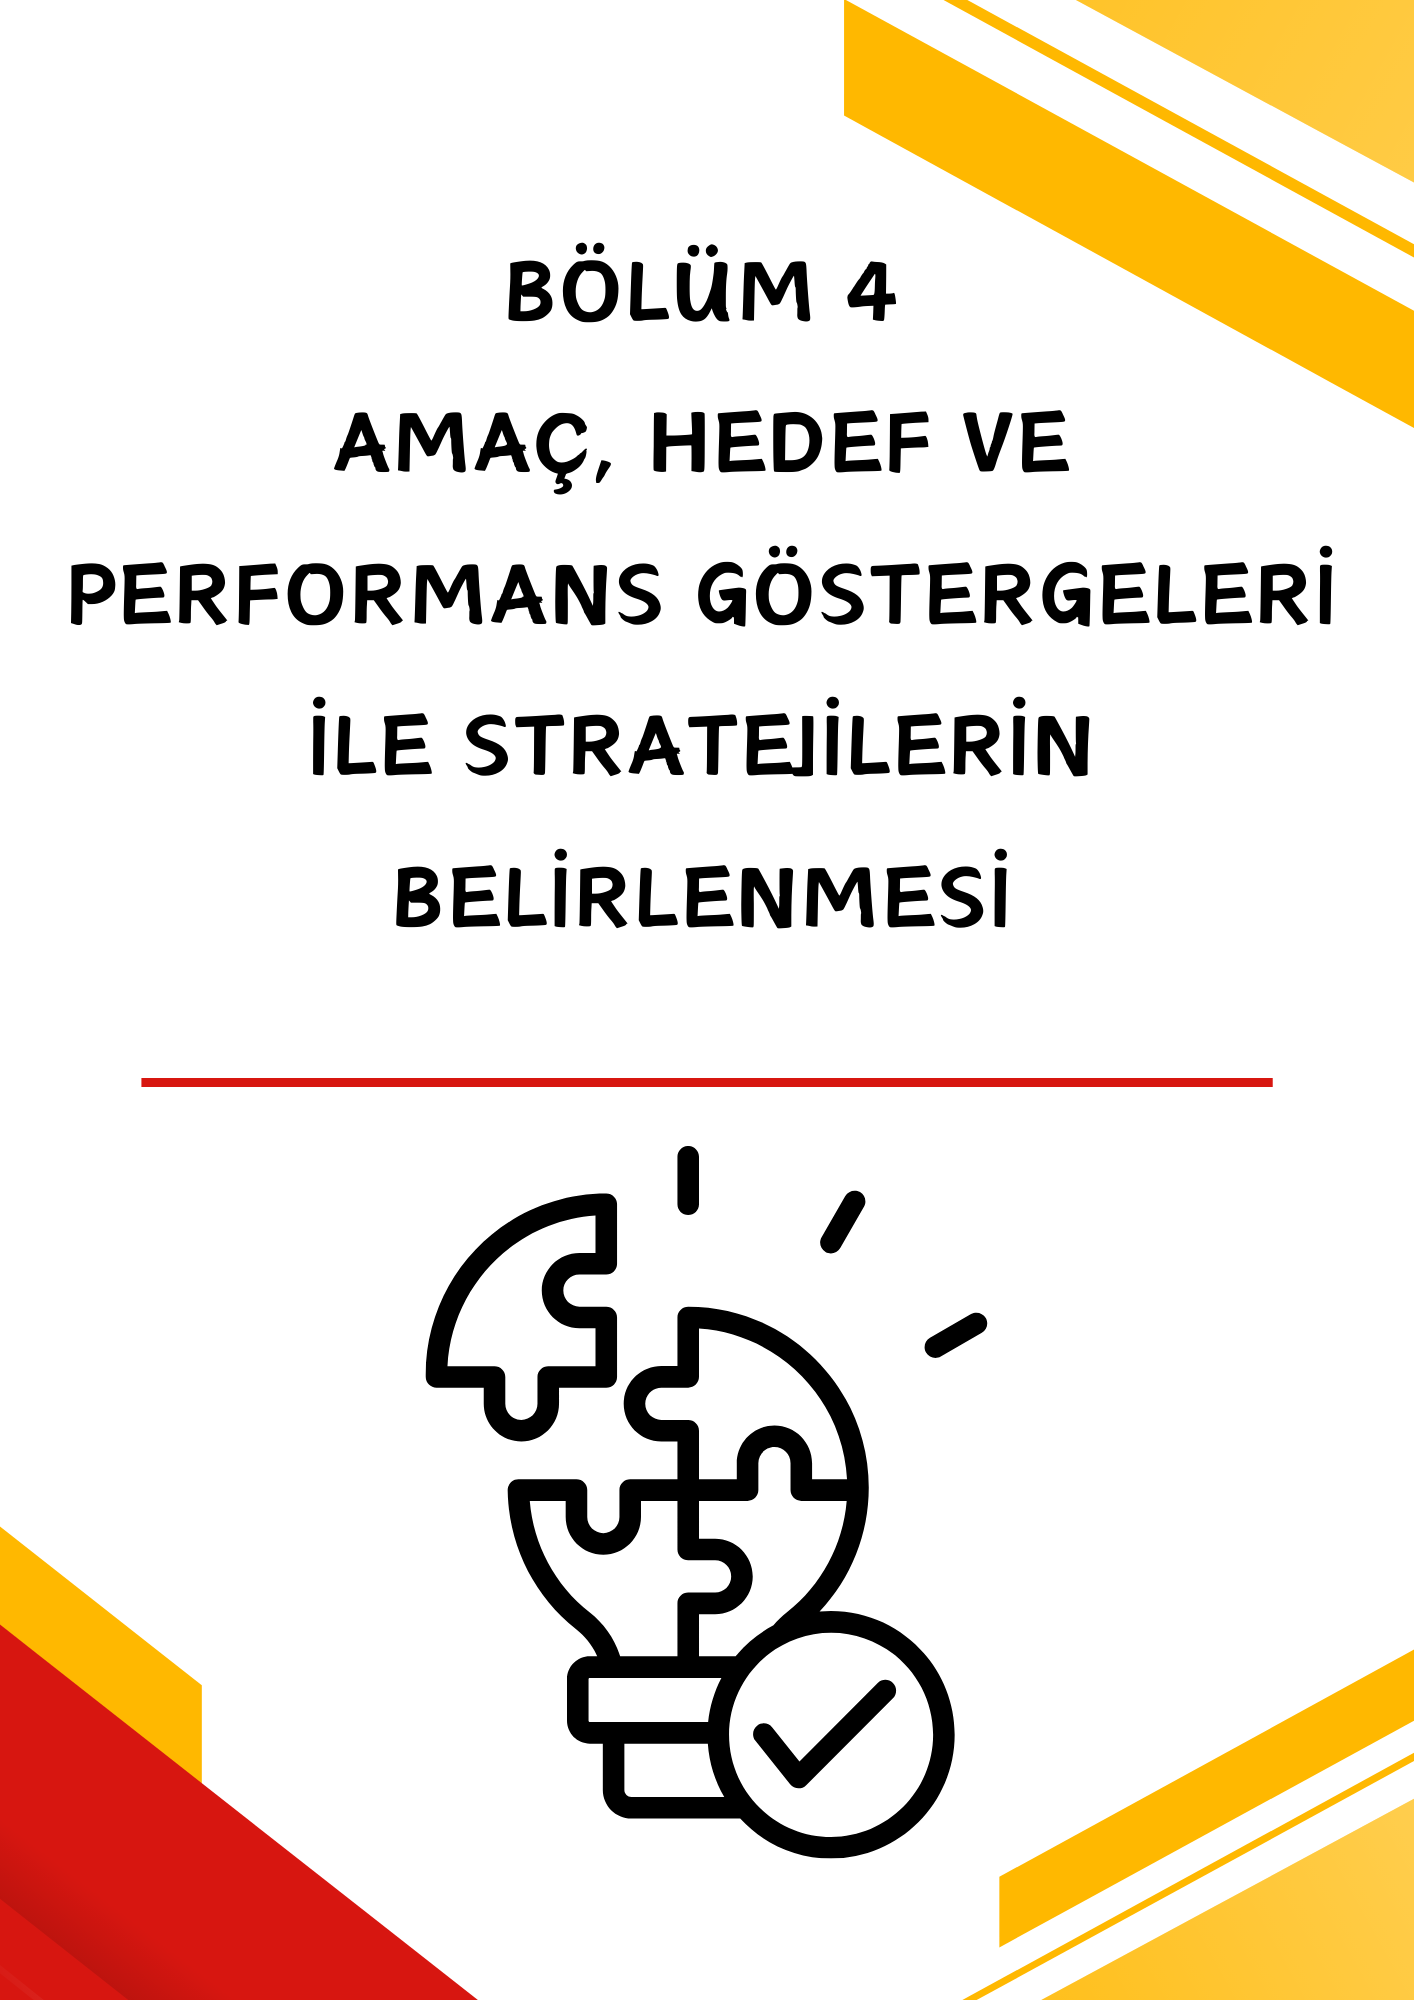 BÖLÜM 4
AMAÇ, HEDEF VE
PERFORMANS GÖSTERGELERİ
İLE STRATEJİLERİN
BELİRLENMESİ